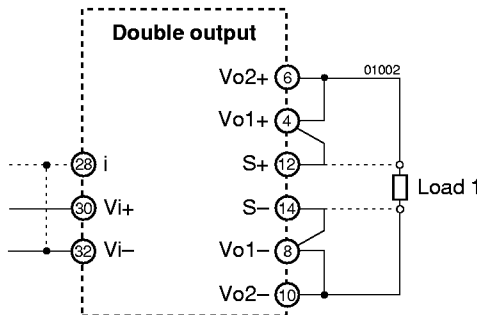 Double output
Vo2+ 6
01002
Vo1+ 4
28 i
S+ 12
Load 1
30 Vi+
S− 14
32 Vi−
Vo1− 8
Vo2− 10